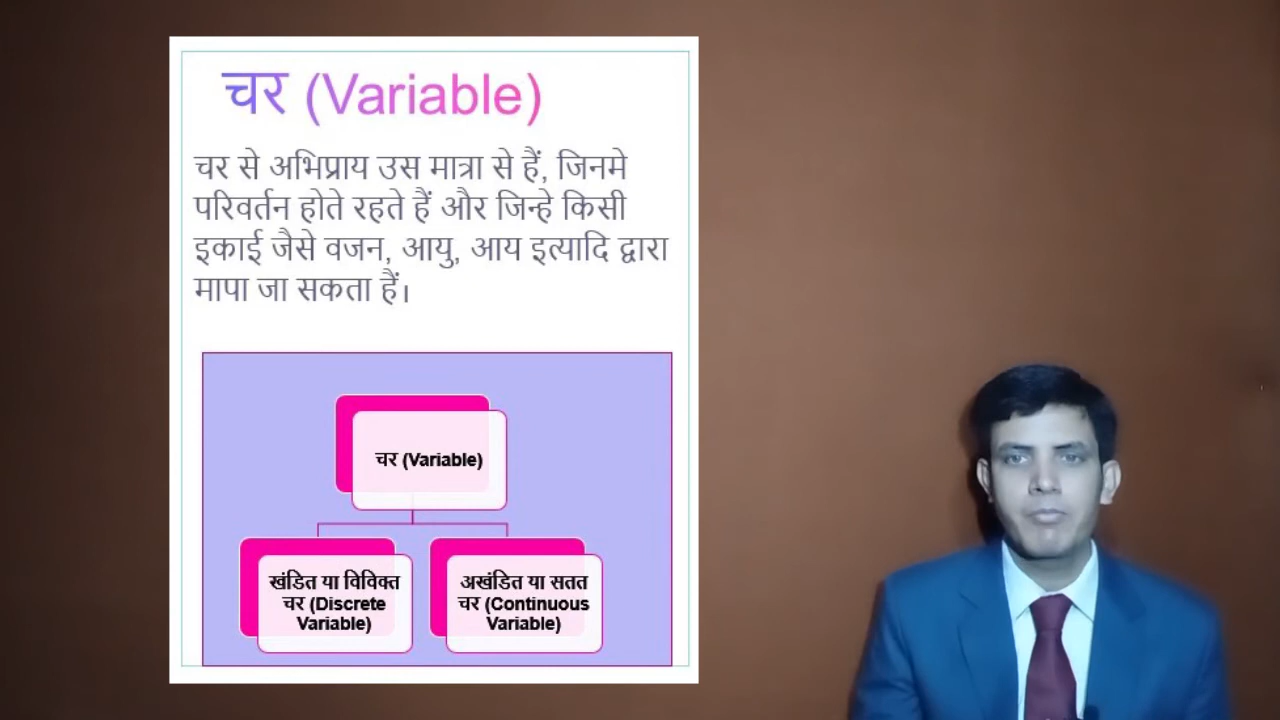 चर (Variable)
चर से अभिप्राय उस मात्रा से हैं, जिनमे
परिवर्तन होते रहते हैं और जिन्हे किसी
इकाई जैसे वजन, आयु, आय इत्यादि द्वारा
मापा जा सकता हैं।
चर (Variable)
खंडित या विविक्त
चर (Discrete
Variable)
अखंडित या सतत
चर (Continuous
Variable)